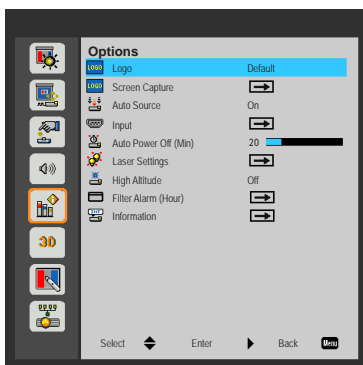 Options
LOGO Logo Default
LOGO Screen Capture
Auto Source On
Input
Auto Power Off (Min) 20
Laser Settings
High Altitude Off
Filter Alarm (Hour)
Information
3D
Select Enter Back Menu